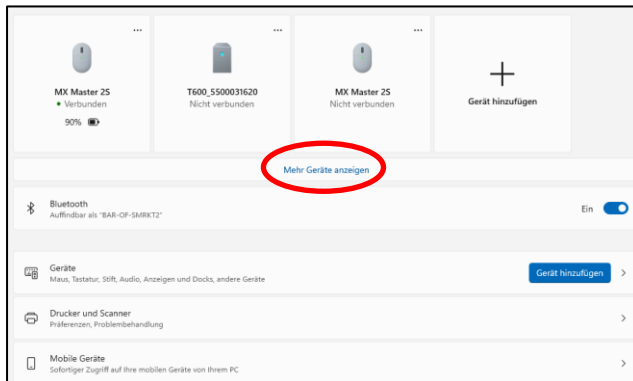 MX Master 2S
Verbunden
90%
T600_5500031620
Nicht verbunden
MX Master 2S
Nicht verbunden
Gerät hinzufügen
Mehr Geräte anzeigen
Bluetooth
Auffindbar als "BAR-OF-SMRKT2"
Ein
Geräte
Maus, Tastatur, Stift, Audio, Anzeigen und Docks, andere Geräte
Gerät hinzufügen
Drucker und Scanner
Präferenzen, Problembehandlung
Mobile Geräte
Sofortiger Zugriff auf Ihre mobilen Geräte von Ihrem PC